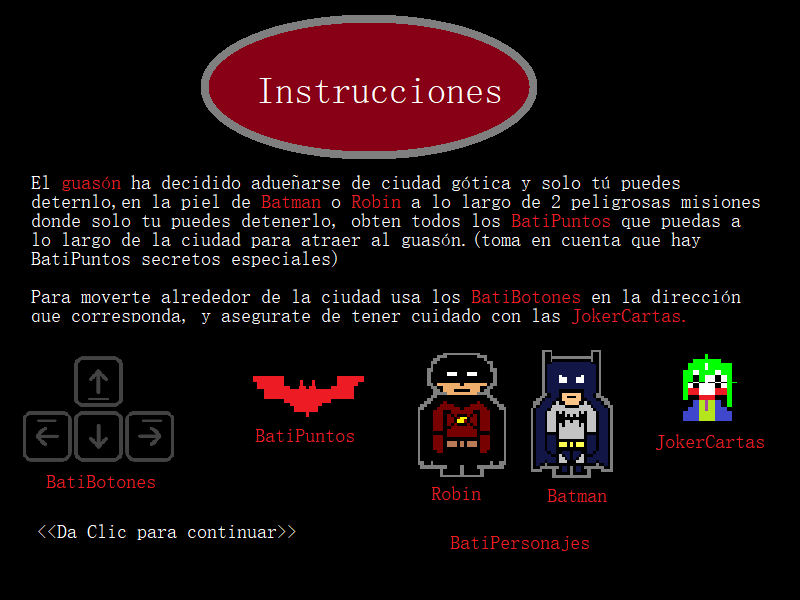 Instrucciones
El guasón ha decidido adueñarse de ciudad gótica y solo tú puedes
deternlo,en la piel de Batman o Robin a lo largo de 2 peligrosas misiones
donde solo tu puedes detenerlo, obten todos los BatiPuntos que puedas a
lo largo de la ciudad para atraer al guasón.(toma en cuenta que hay
BatiPuntos secretos especiales)
Para moverte alrededor de la ciudad usa los BatiBotones en la dirección
que corresponda, y asegurate de tener cuidado con las JokerCartas.
BatiPuntos
JokerCartas
BatiBotones
Robin
Batman
<<Da Clic para continuar>>
BatiPersonajes